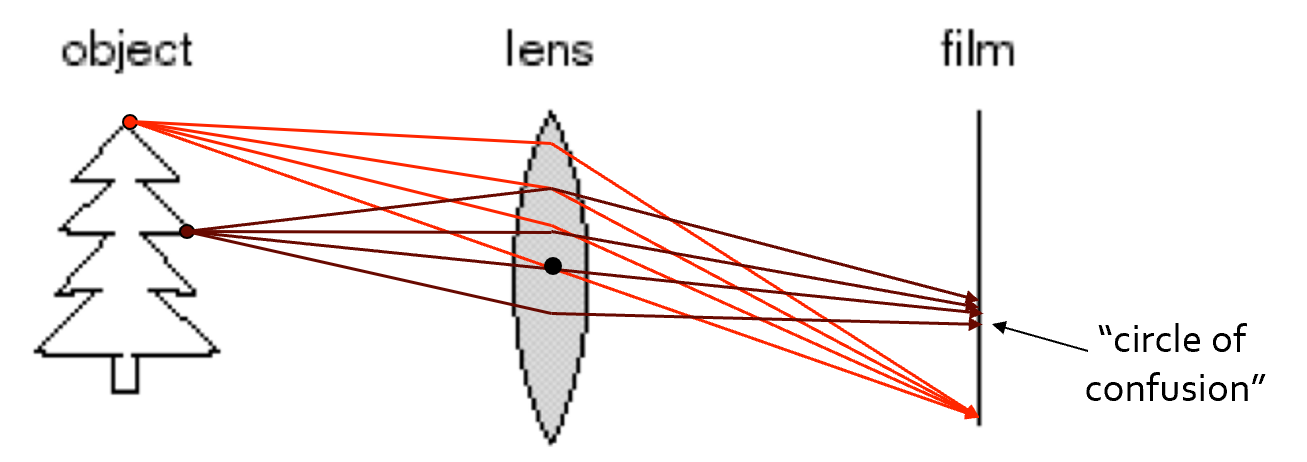 object
lens
film
“circle of
confusion”